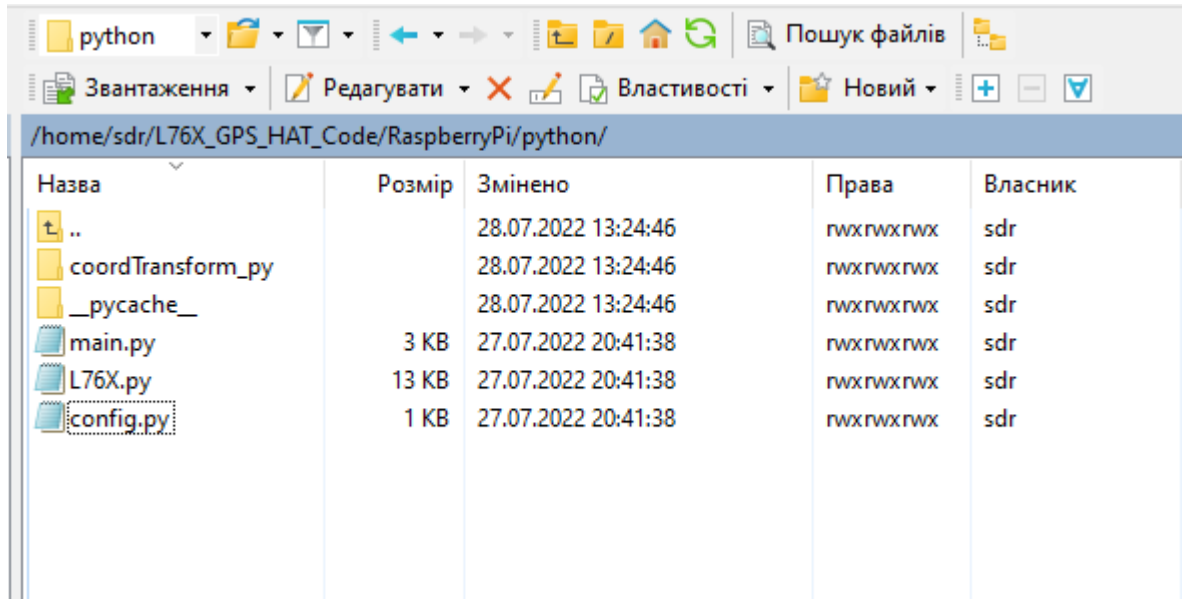 python Пошук файлів
Звантаження Редагувати Властивості Новий
/home/sdr/L76X_GPS_HAT_Code/RaspberryPi/python/
Назва Розмір Змінено Права Власник
.. 28.07.2022 13:24:46 rwxrwxrwx sdr
coordTransform_py 28.07.2022 13:24:46 rwxrwxrwx sdr
__pycache__ 28.07.2022 13:24:46 rwxrwxrwx sdr
main.py 3 KB 27.07.2022 20:41:38 rwxrwxrwx sdr
L76X.py 13 KB 27.07.2022 20:41:38 rwxrwxrwx sdr
config.py 1 KB 27.07.2022 20:41:38 rwxrwxrwx sdr